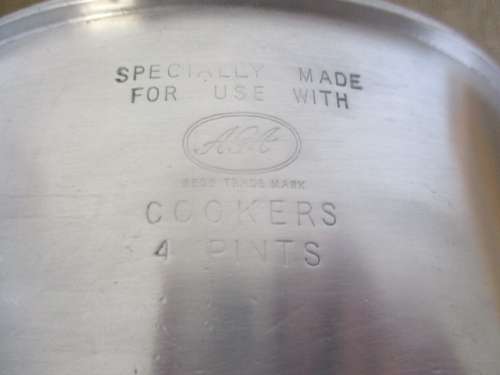 SPECIALLY MADE
FOR USE WITH
AGA
REGD TRADE MARK
COOKERS
4 PINTS